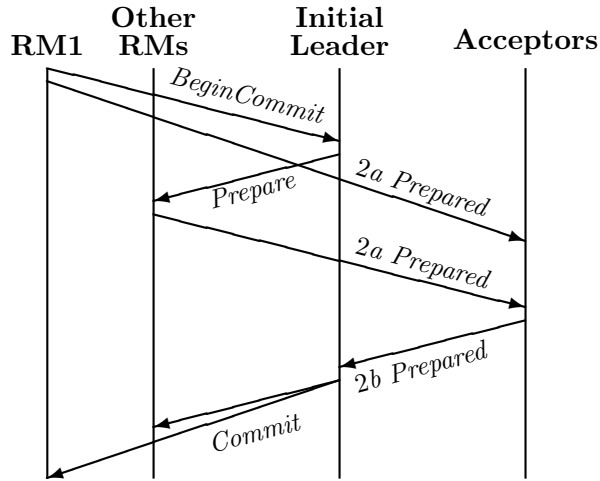 RM1
Other
RMs
Initial
Leader
Acceptors
BeginCommit
2a Prepared
Prepare
2a Prepared
2b Prepared
Commit